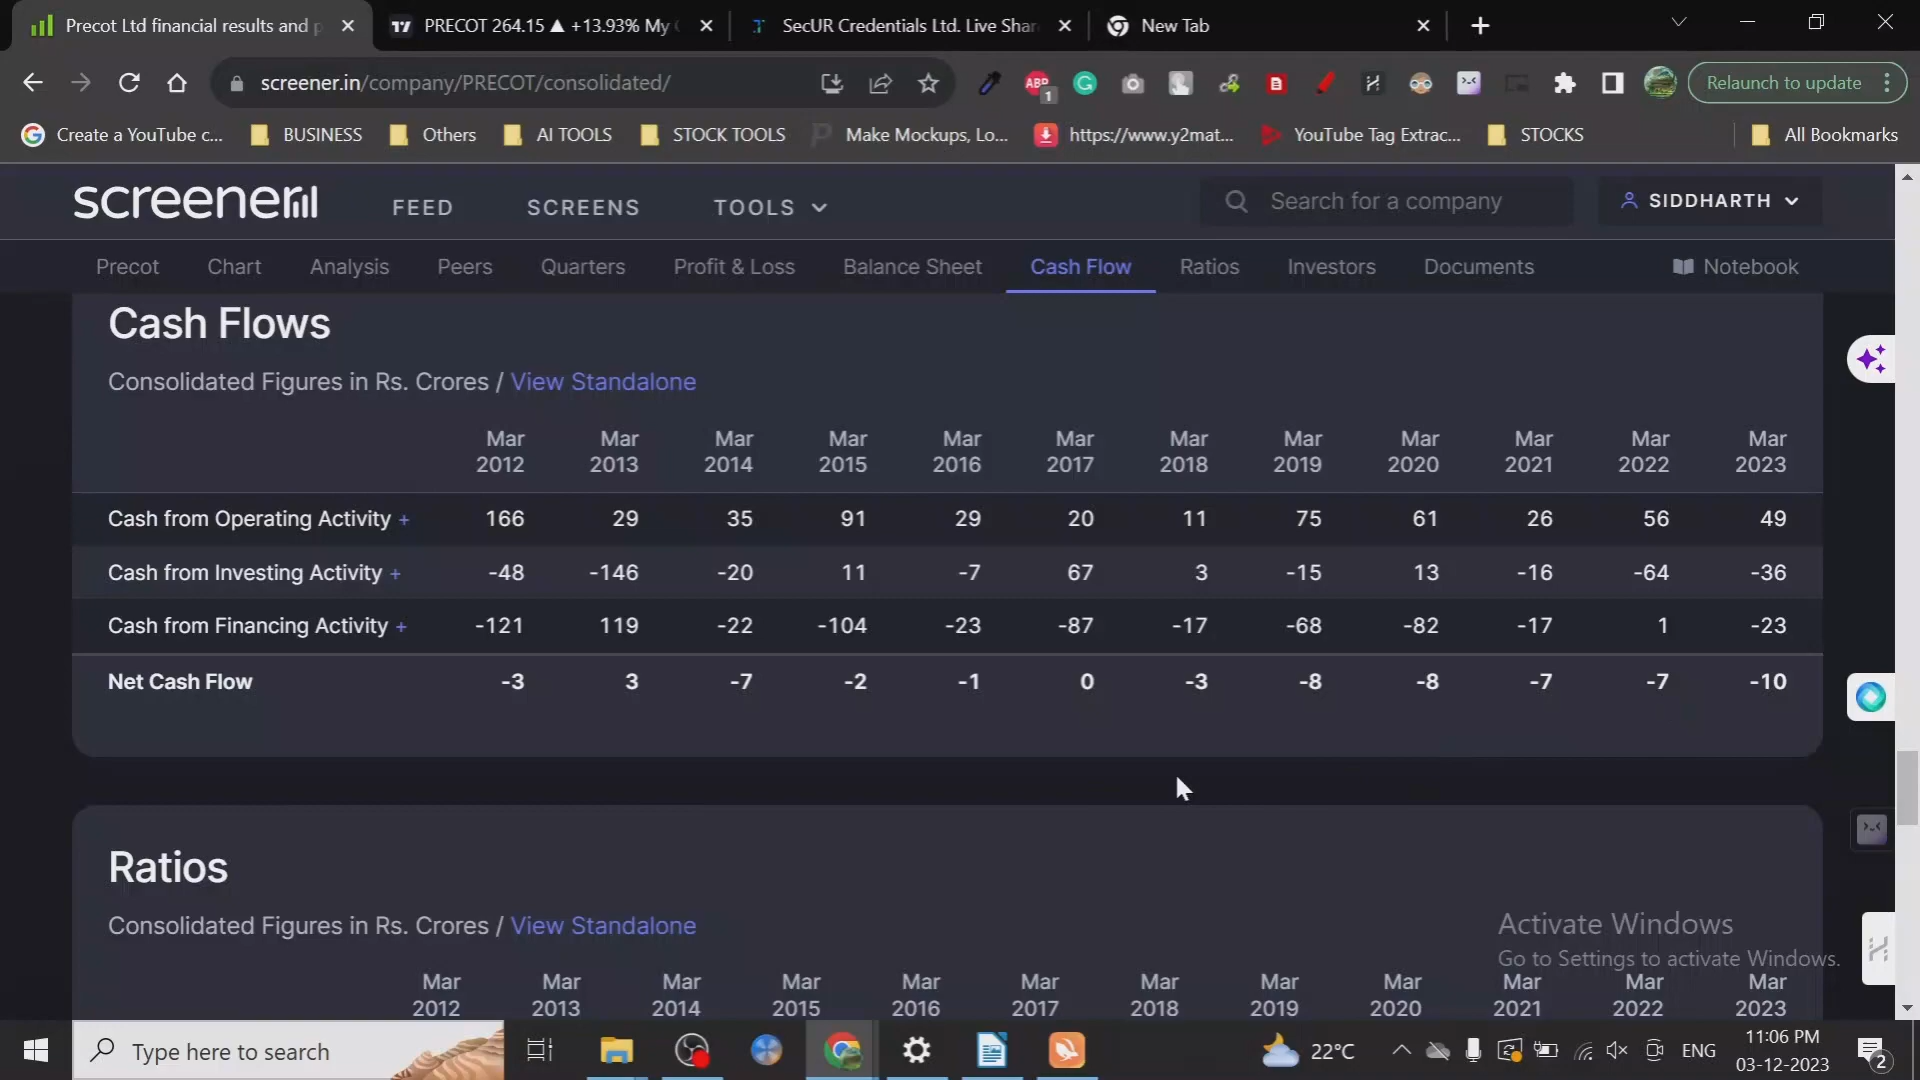 Precot Ltd financial results and p
PRECOT 264.15 ▲ +13.93% My
SecUR Credentials Ltd. Live Shar
New Tab
screener.in/company/PRECOT/consolidated/
ABP
1
Relaunch to update
Create a YouTube c...
BUSINESS
Others
AI TOOLS
STOCK TOOLS
Make Mockups, Lo...
https://www.y2mat...
YouTube Tag Extrac...
STOCKS
All Bookmarks
screener
FEED
SCREENS
TOOLS
Search for a company
SIDDHARTH
Precot
Chart
Analysis
Peers
Quarters
Profit & Loss
Balance Sheet
Cash Flow
Ratios
Investors
Documents
Notebook
Cash Flows
Consolidated Figures in Rs. Crores / View Standalone
Mar 2012 Mar 2013 Mar 2014 Mar 2015 Mar 2016 Mar 2017 Mar 2018 Mar 2019 Mar 2020 Mar 2021 Mar 2022 Mar 2023
Cash from Operating Activity + 166 29 35 91 29 20 11 75 61 26 56 49
Cash from Investing Activity + -48 -146 -20 11 -7 67 3 -15 13 -16 -64 -36
Cash from Financing Activity + -121 119 -22 -104 -23 -87 -17 -68 -82 -17 1 -23
Net Cash Flow -3 3 -7 -2 -1 0 -3 -8 -8 -7 -7 -10
Ratios
Consolidated Figures in Rs. Crores / View Standalone
Activate Windows
Go to Settings to activate Windows.
Mar 2012 Mar 2013 Mar 2014 Mar 2015 Mar 2016 Mar 2017 Mar 2018 Mar 2019 Mar 2020 Mar 2021 Mar 2022 Mar 2023
Type here to search
22°C
ENG
11:06 PM
03-12-2023
2